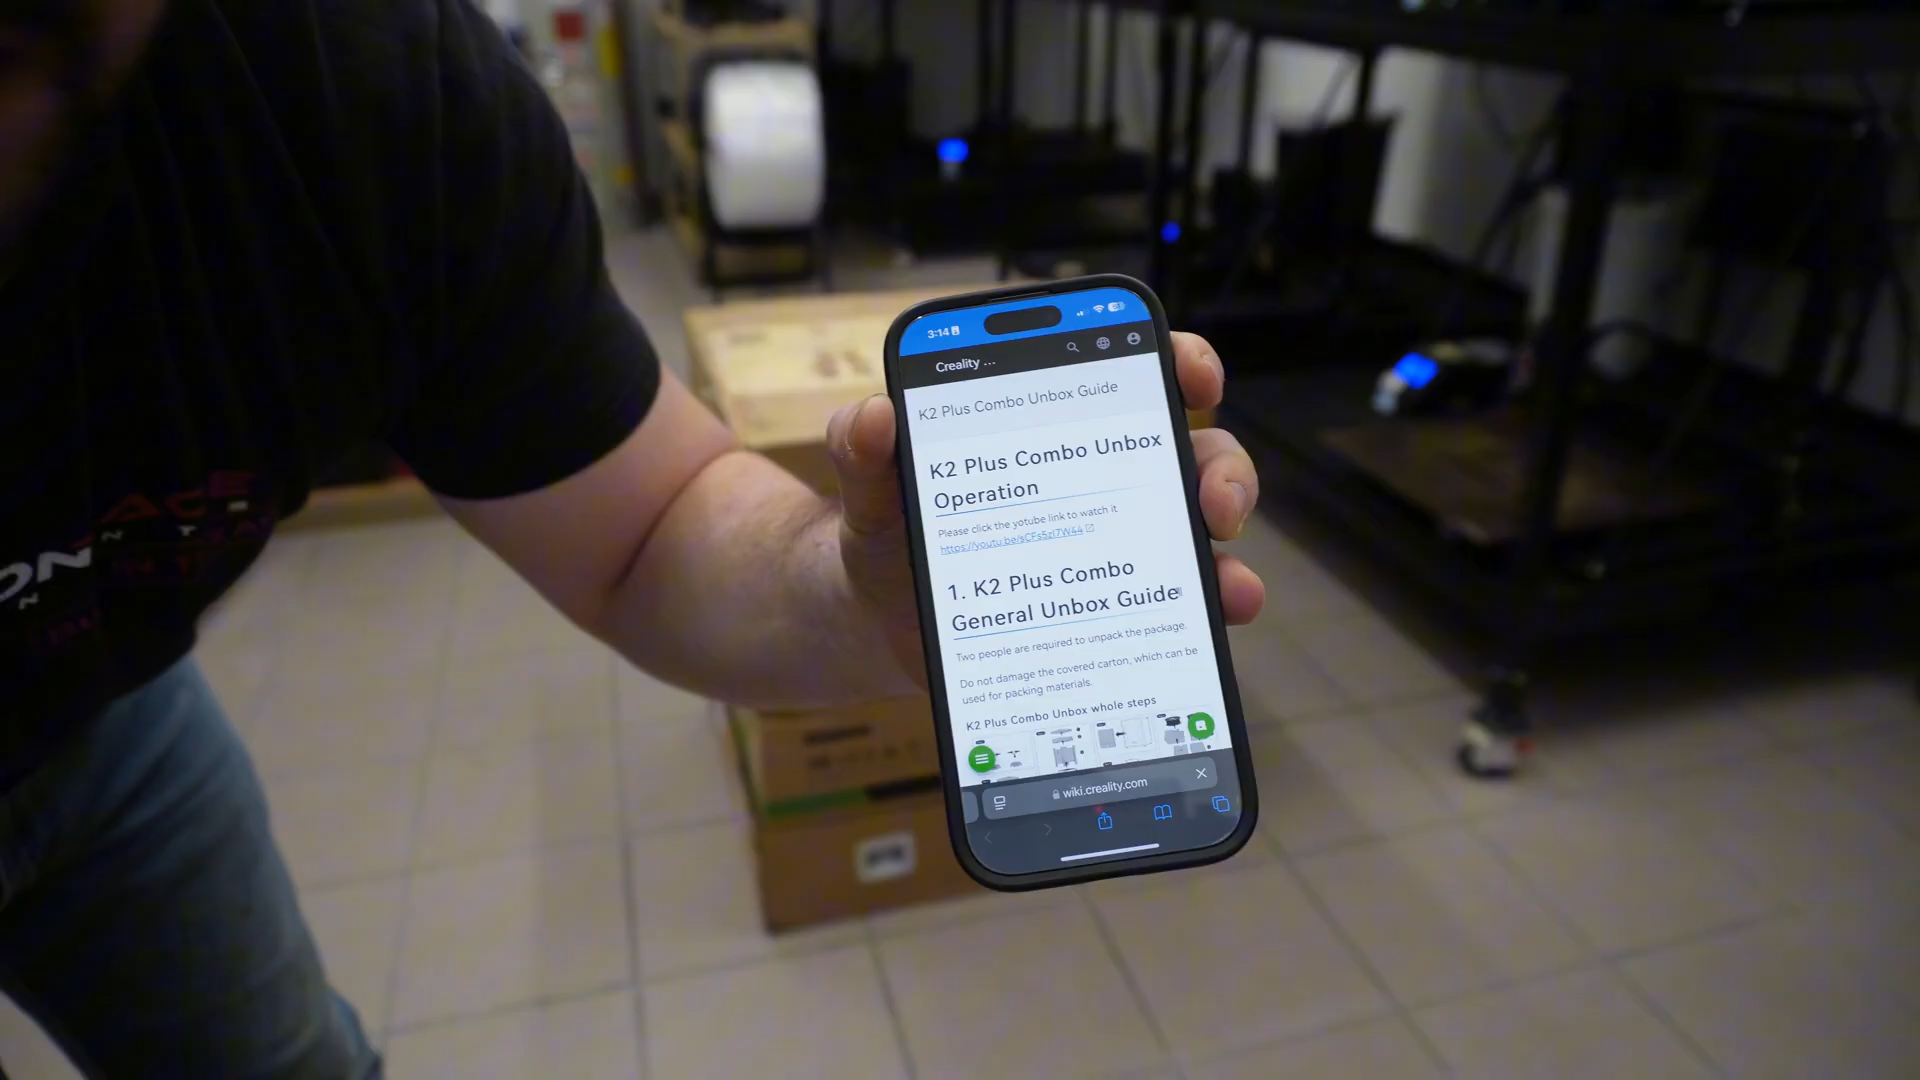 3:14
Creality ...
K2 Plus Combo Unbox Guide
K2 Plus Combo Unbox
Operation
Please click the yotube link to watch it
https://youtu.be/sCFs5zI7W44
1. K2 Plus Combo
General Unbox Guide
Two people are required to unpack the package.
Do not damage the covered carton, which can be
used for packing materials.
K2 Plus Combo Unbox whole steps
wiki.creality.com